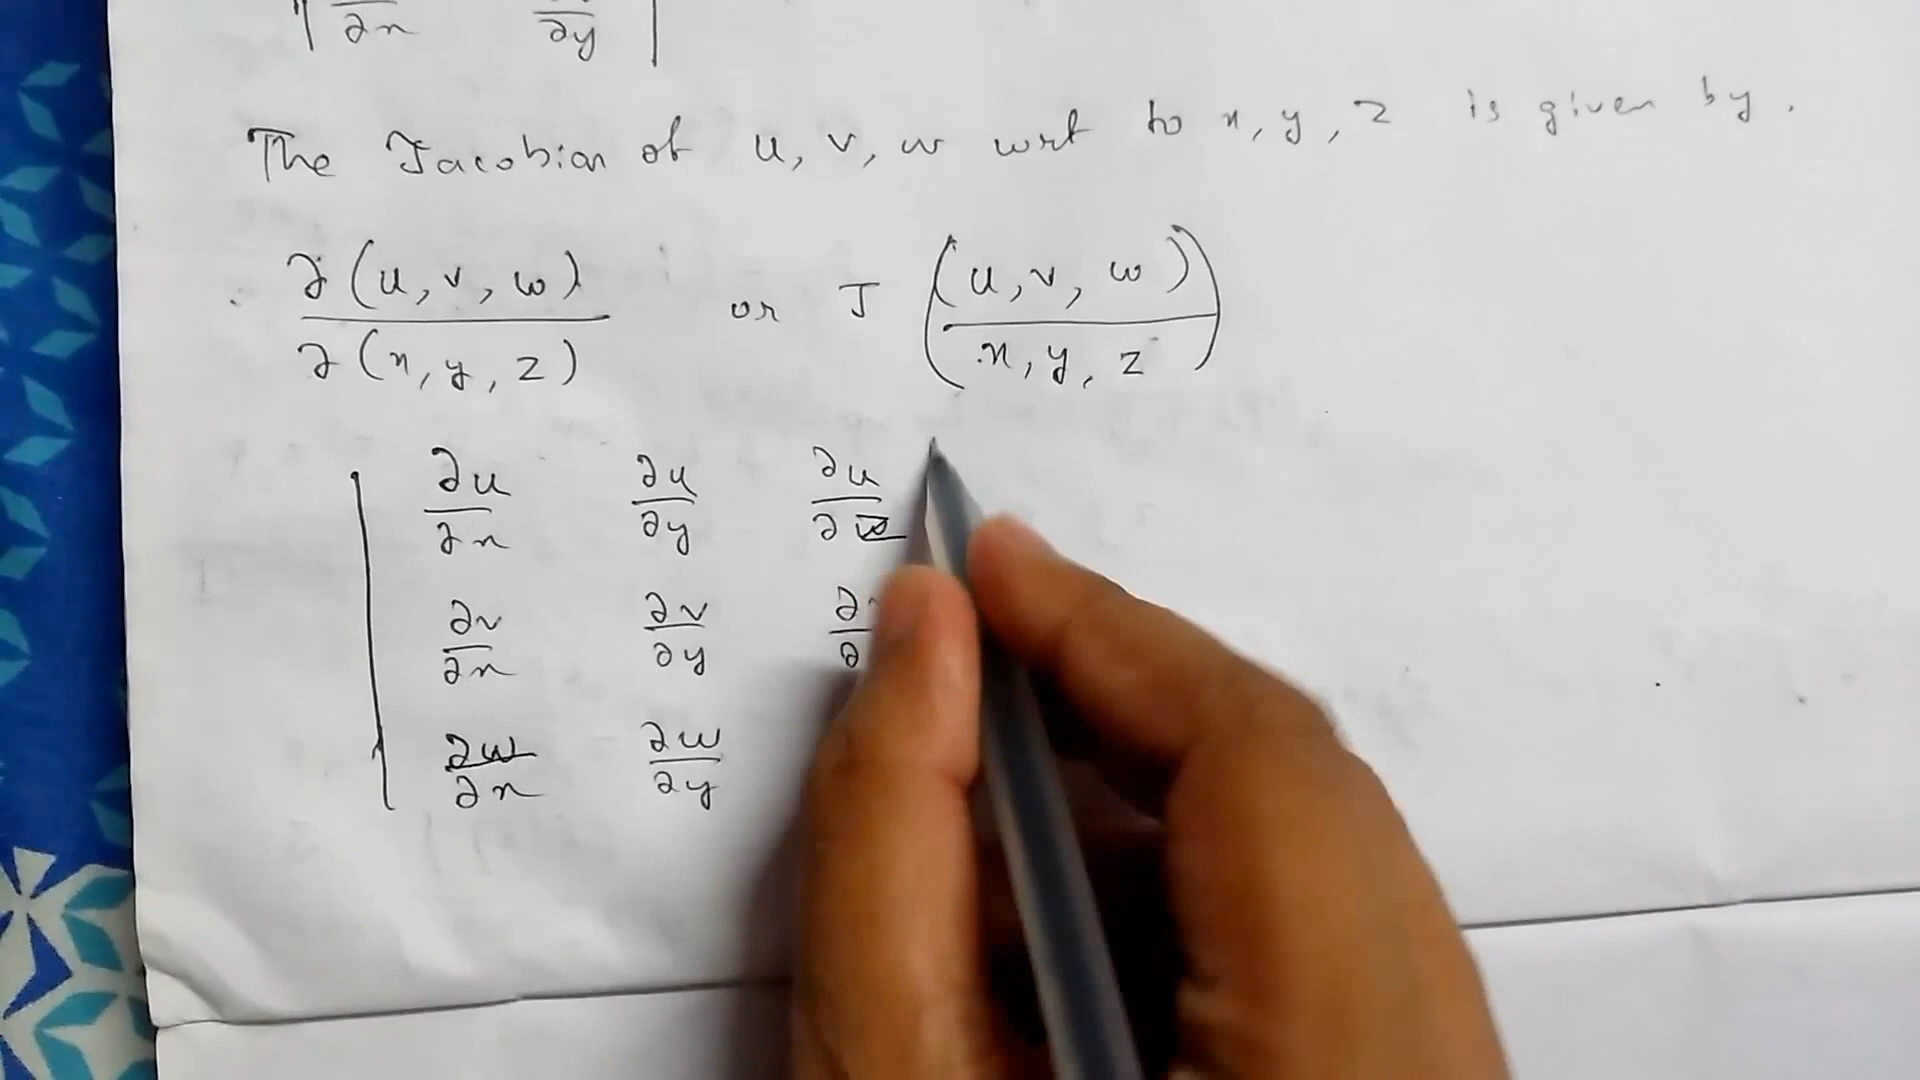 ∂x ∂y
The Jacobian of u, v, w wrt to x, y, z is given by.
∂(u, v, w) or J (u, v, w)
∂(x, y, z) x, y, z
∂u ∂u ∂u
∂x ∂y ∂
∂v ∂v ∂
∂x ∂y ∂
∂w ∂w
∂x ∂y